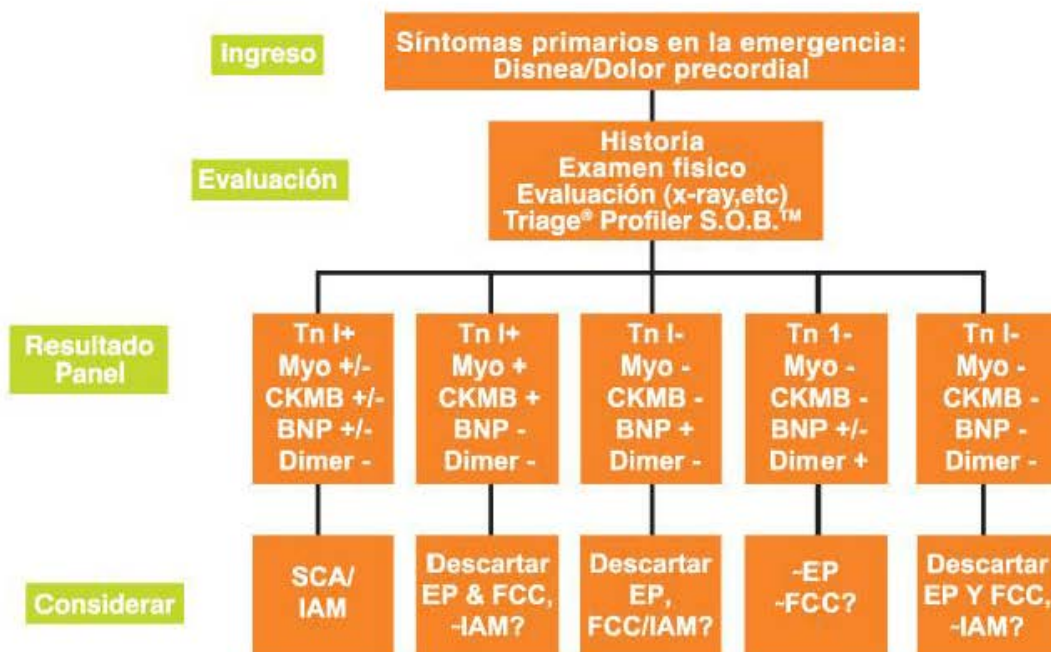 Ingreso
Síntomas primarios en la emergencia:
Disnea/Dolor precordial
Evaluación
Historia
Examen fisico
Evaluación (x-ray,etc)
Triage® Profiler S.O.B.™
Resultado
Panel
Tn I+
Myo +/-
CKMB +/-
BNP +/-
Dimer -
Tn I+
Myo +
CKMB +
BNP -
Dimer -
Tn I-
Myo -
CKMB -
BNP +
Dimer -
Tn 1-
Myo -
CKMB -
BNP +/-
Dimer +
Tn I-
Myo -
CKMB -
BNP -
Dimer -
Considerar
SCA/
IAM
Descartar
EP & FCC,
~IAM?
Descartar
EP,
FCC/IAM?
~EP
~FCC?
Descartar
EP Y FCC,
~IAM?